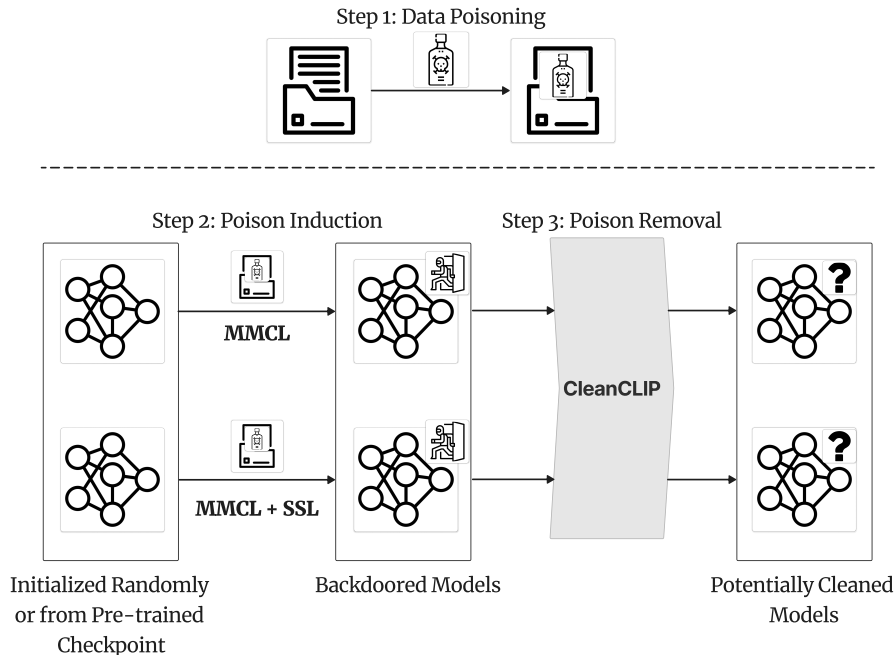 Step 1: Data Poisoning
Step 2: Poison Induction
Step 3: Poison Removal
MMCL
CleanCLIP
? 
MMCL + SSL
?
Initialized Randomly
or from Pre-trained
Checkpoint
Backdoored Models
Potentially Cleaned
Models